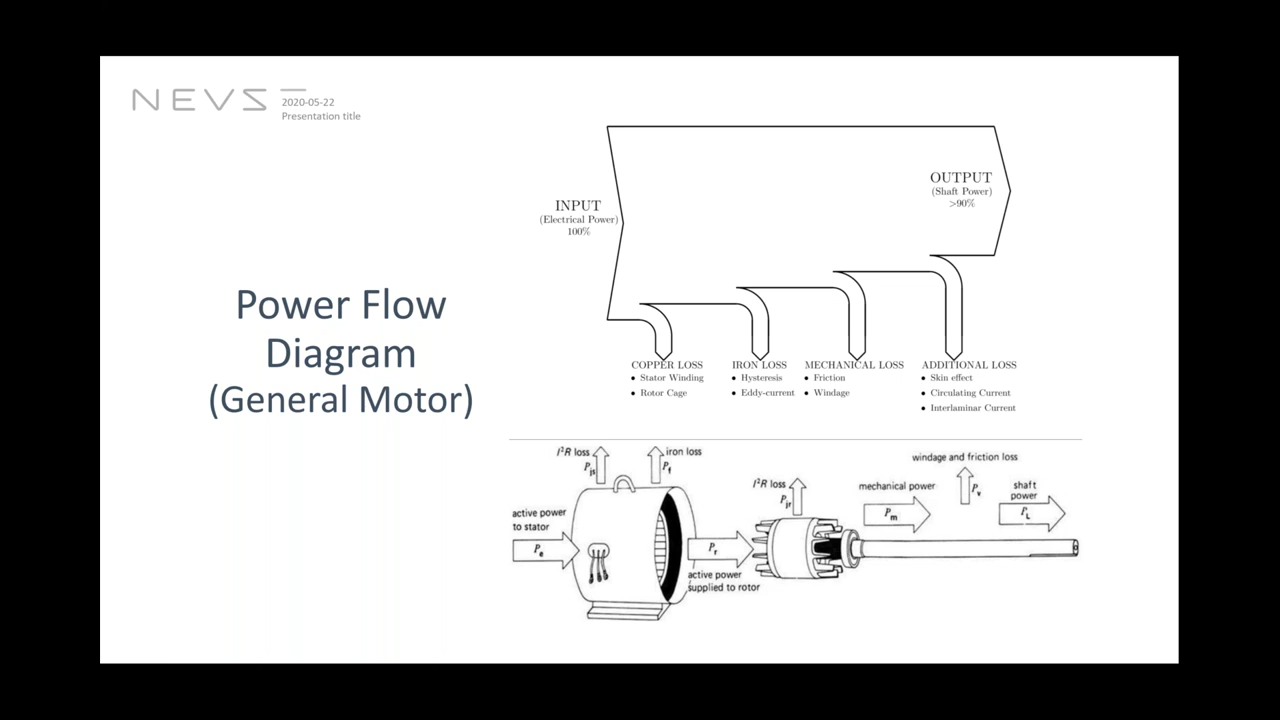 NEVS
2020-05-22
Presentation title
Power Flow
Diagram
(General Motor)
INPUT
(Electrical Power)
100%
OUTPUT
(Shaft Power)
>90%
COPPER LOSS
• Stator Winding
• Rotor Cage
IRON LOSS
• Hysteresis
• Eddy-current
MECHANICAL LOSS
• Friction
• Windage
ADDITIONAL LOSS
• Skin effect
• Circulating Current
• Interlaminar Current
I²R loss
Pjs
iron loss
Pf
active power
to stator
Pe
Pr
active power
supplied to rotor
I²R loss
Pjr
mechanical power
Pm
windage and friction loss
Pv
shaft
power
PL